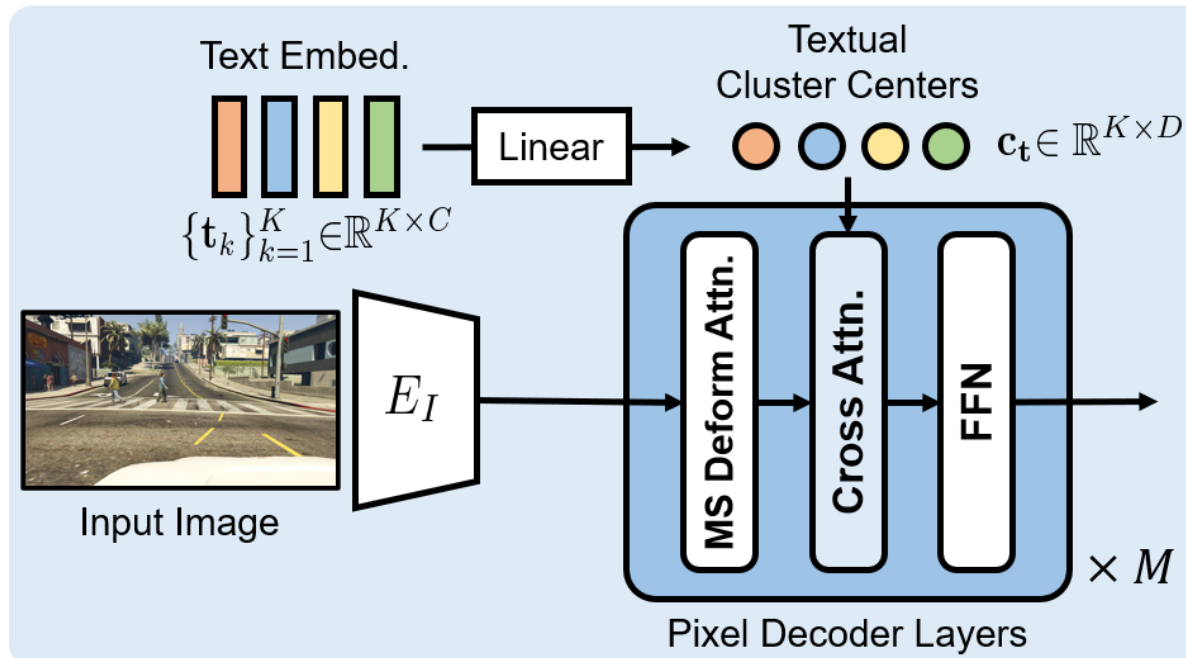 Text Embed.
{t_k}_{k=1}^K ∈ ℝ^{K×C}
Linear
Textual
Cluster Centers
c_t ∈ ℝ^{K×D}
Input Image
E_I
MS Deform Attn.
Cross Attn.
FFN
× M
Pixel Decoder Layers